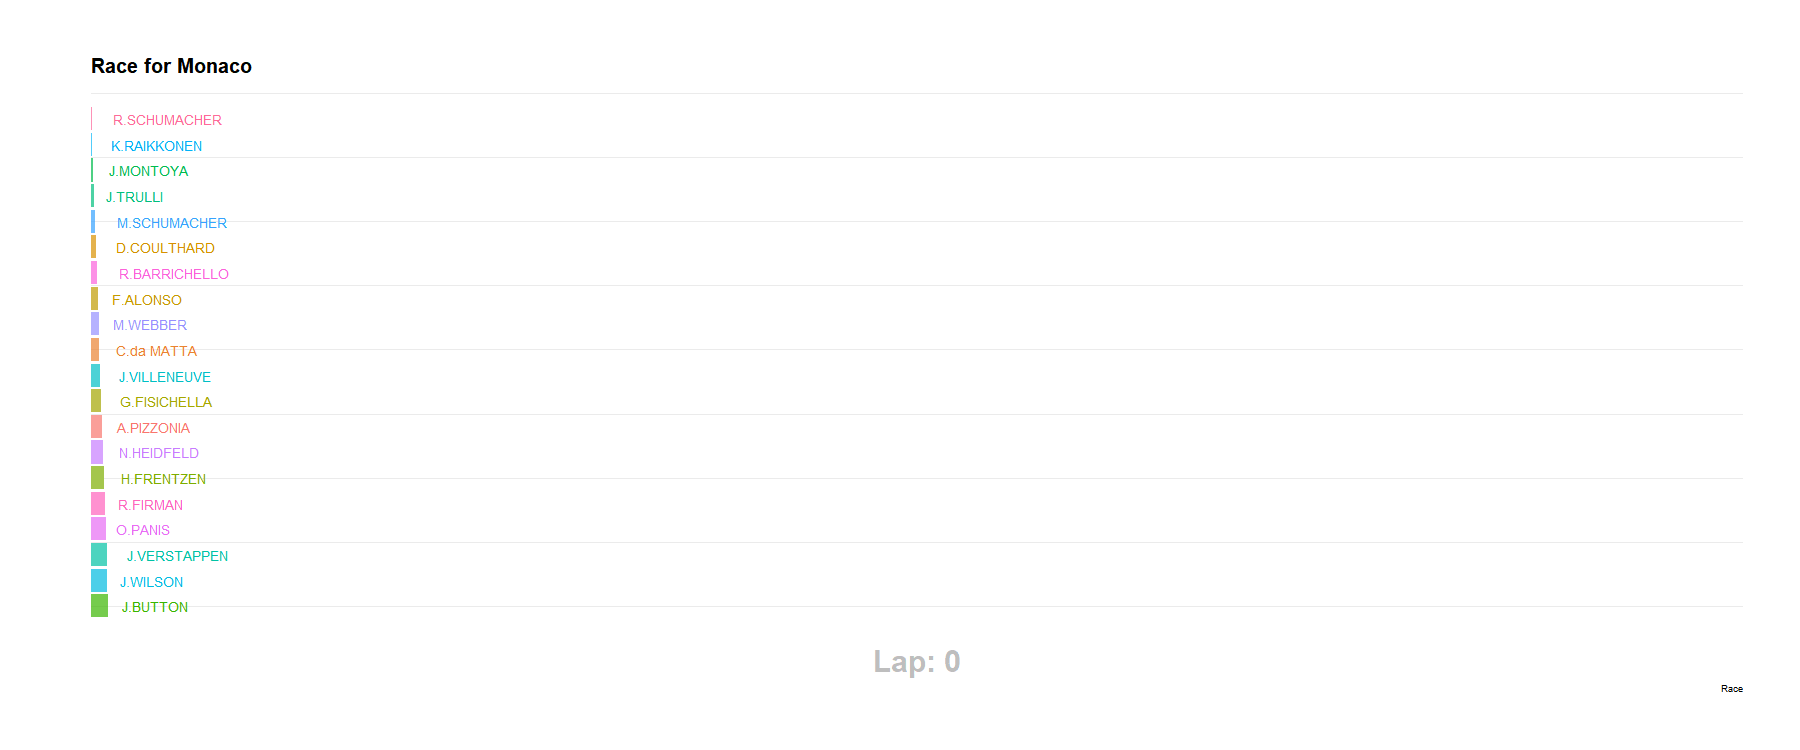 Race for Monaco
R.SCHUMACHER
K.RAIKKONEN
J.MONTOYA
J.TRULLI
M.SCHUMACHER
D.COULTHARD
R.BARRICHELLO
F.ALONSO
M.WEBBER
C.da MATTA
J.VILLENEUVE
G.FISICHELLA
A.PIZZONIA
N.HEIDFELD
H.FRENTZEN
R.FIRMAN
O.PANIS
J.VERSTAPPEN
J.WILSON
J.BUTTON
Lap: 0
Race